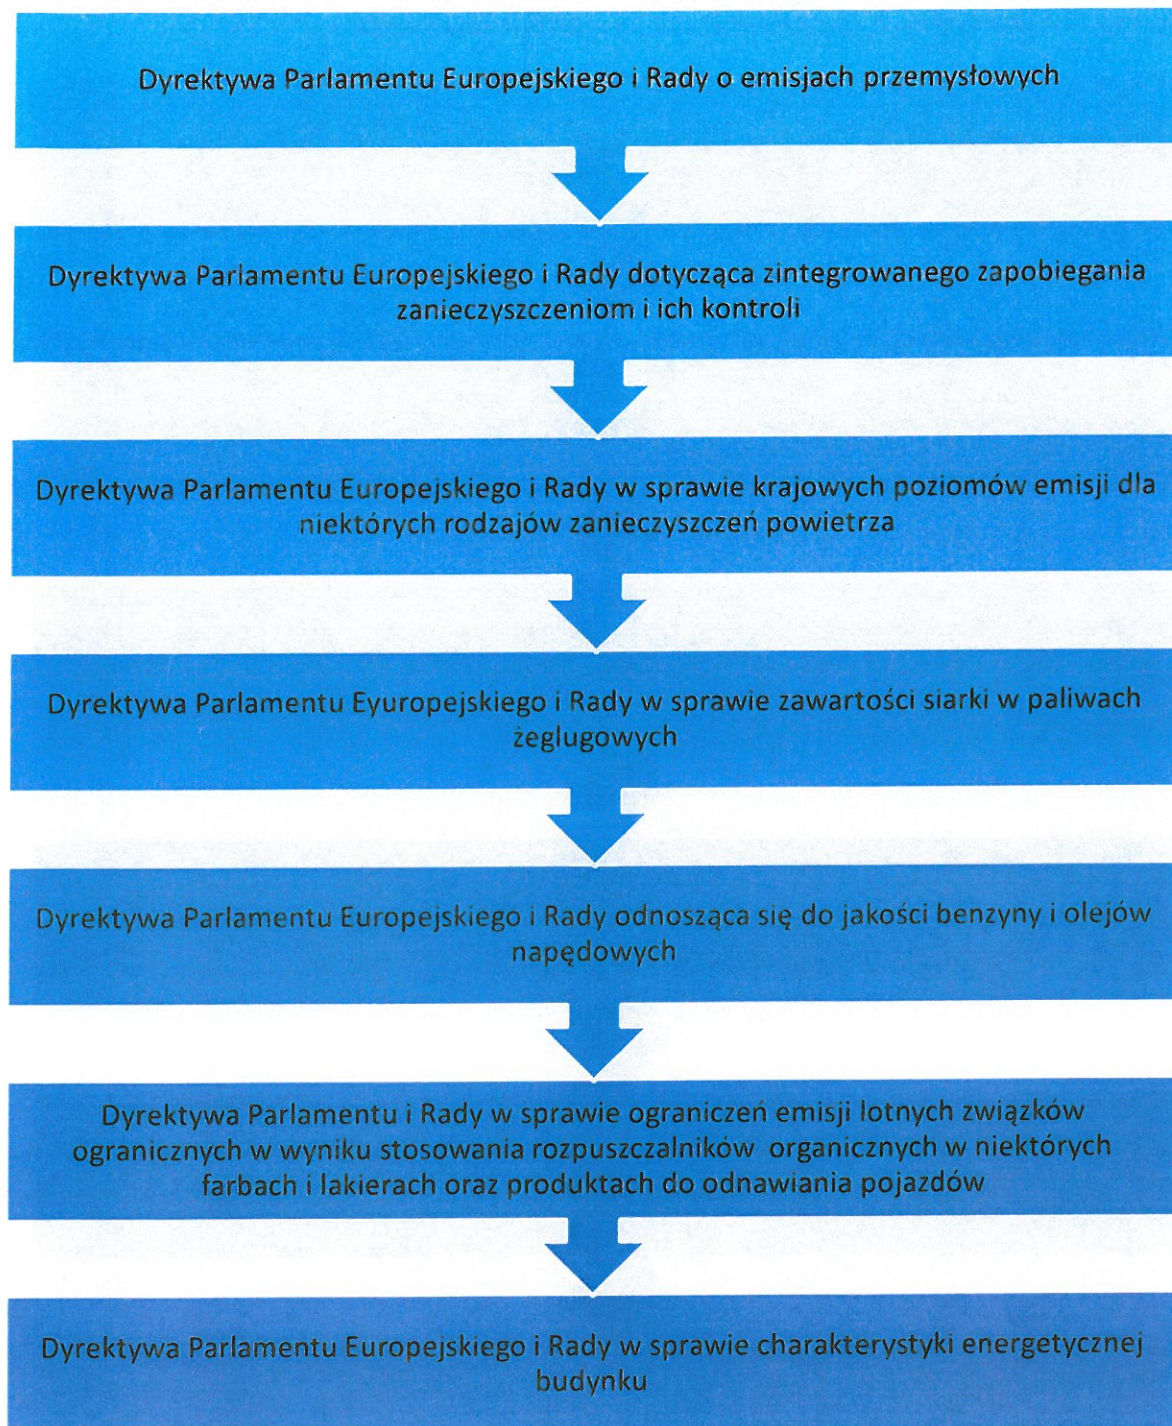 Dyrektywa Parlamentu Europejskiego i Rady o emisjach przemysłowych
Dyrektywa Parlamentu Europejskiego i Rady dotycząca zintegrowanego zapobiegania
zanieczyszczeniom i ich kontroli
Dyrektywa Parlamentu Europejskiego i Rady w sprawie krajowych poziomów emisji dla
niektórych rodzajów zanieczyszczeń powietrza
Dyrektywa Parlamentu Eyuropejskiego i Rady w sprawie zawartości siarki w paliwach
żeglugowych
Dyrektywa Parlamentu Europejskiego i Rady odnosząca się do jakości benzyny i olejów
napędowych
Dyrektywa Parlamentu i Rady w sprawie ograniczeń emisji lotnych związków
ogranicznych w wyniku stosowania rozpuszczalników organicznych w niektórych
farbach i lakierach oraz produktach do odnawiania pojazdów
Dyrektywa Parlamentu Europejskiego i Rady w sprawie charakterystyki energetycznej
budynku